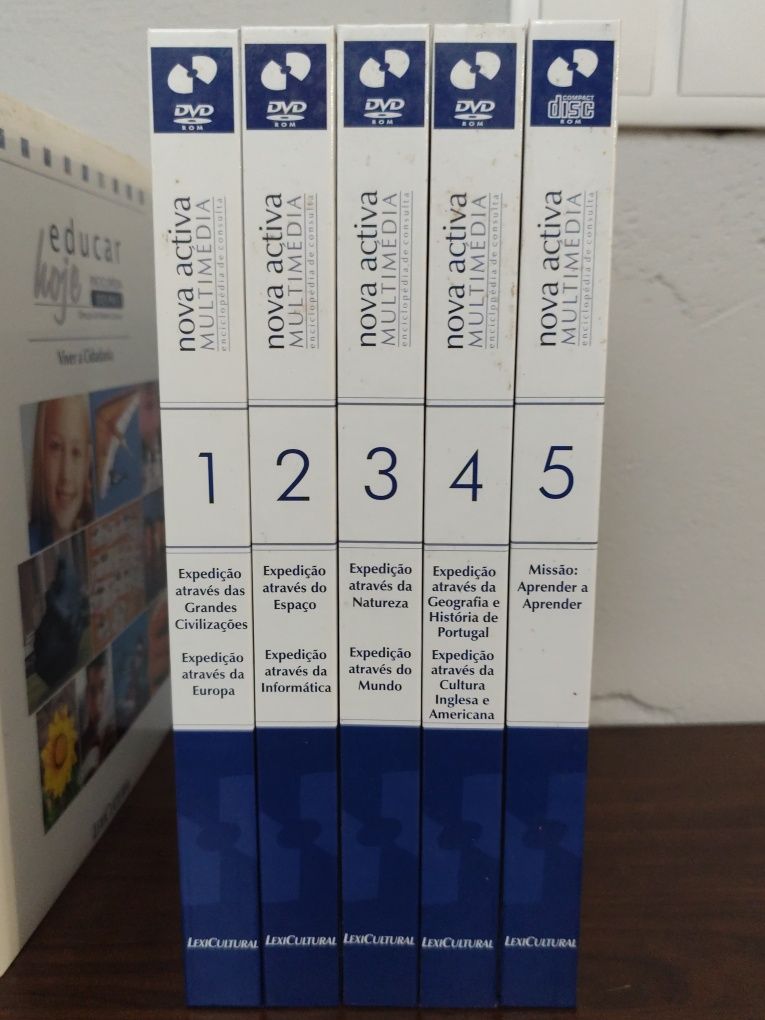 educar
hoje
Viver a Cidadania
LEXICULTURAL
DVD
ROM
nova activa
MULTIMÉDIA
enciclopédia de consulta
1
Expedição
através das
Grandes
Civilizações
Expedição
através da
Europa
LEXICULTURAL
DVD
ROM
nova activa
MULTIMÉDIA
enciclopédia de consulta
2
Expedição
através do
Espaço
Expedição
através da
Informática
LEXICULTURAL
DVD
ROM
nova activa
MULTIMÉDIA
enciclopédia de consulta
3
Expedição
através da
Natureza
Expedição
através do
Mundo
LEXICULTURAL
DVD
ROM
nova activa
MULTIMÉDIA
enciclopédia de consulta
4
Expedição
através da
Geografia e
História de
Portugal
Expedição
através da
Cultura
Inglesa e
Americana
LEXICULTURAL
COMPACT
disc
ROM
nova activa
MULTIMÉDIA
enciclopédia de consulta
5
Missão:
Aprender a
Aprender
LEXICULTURAL